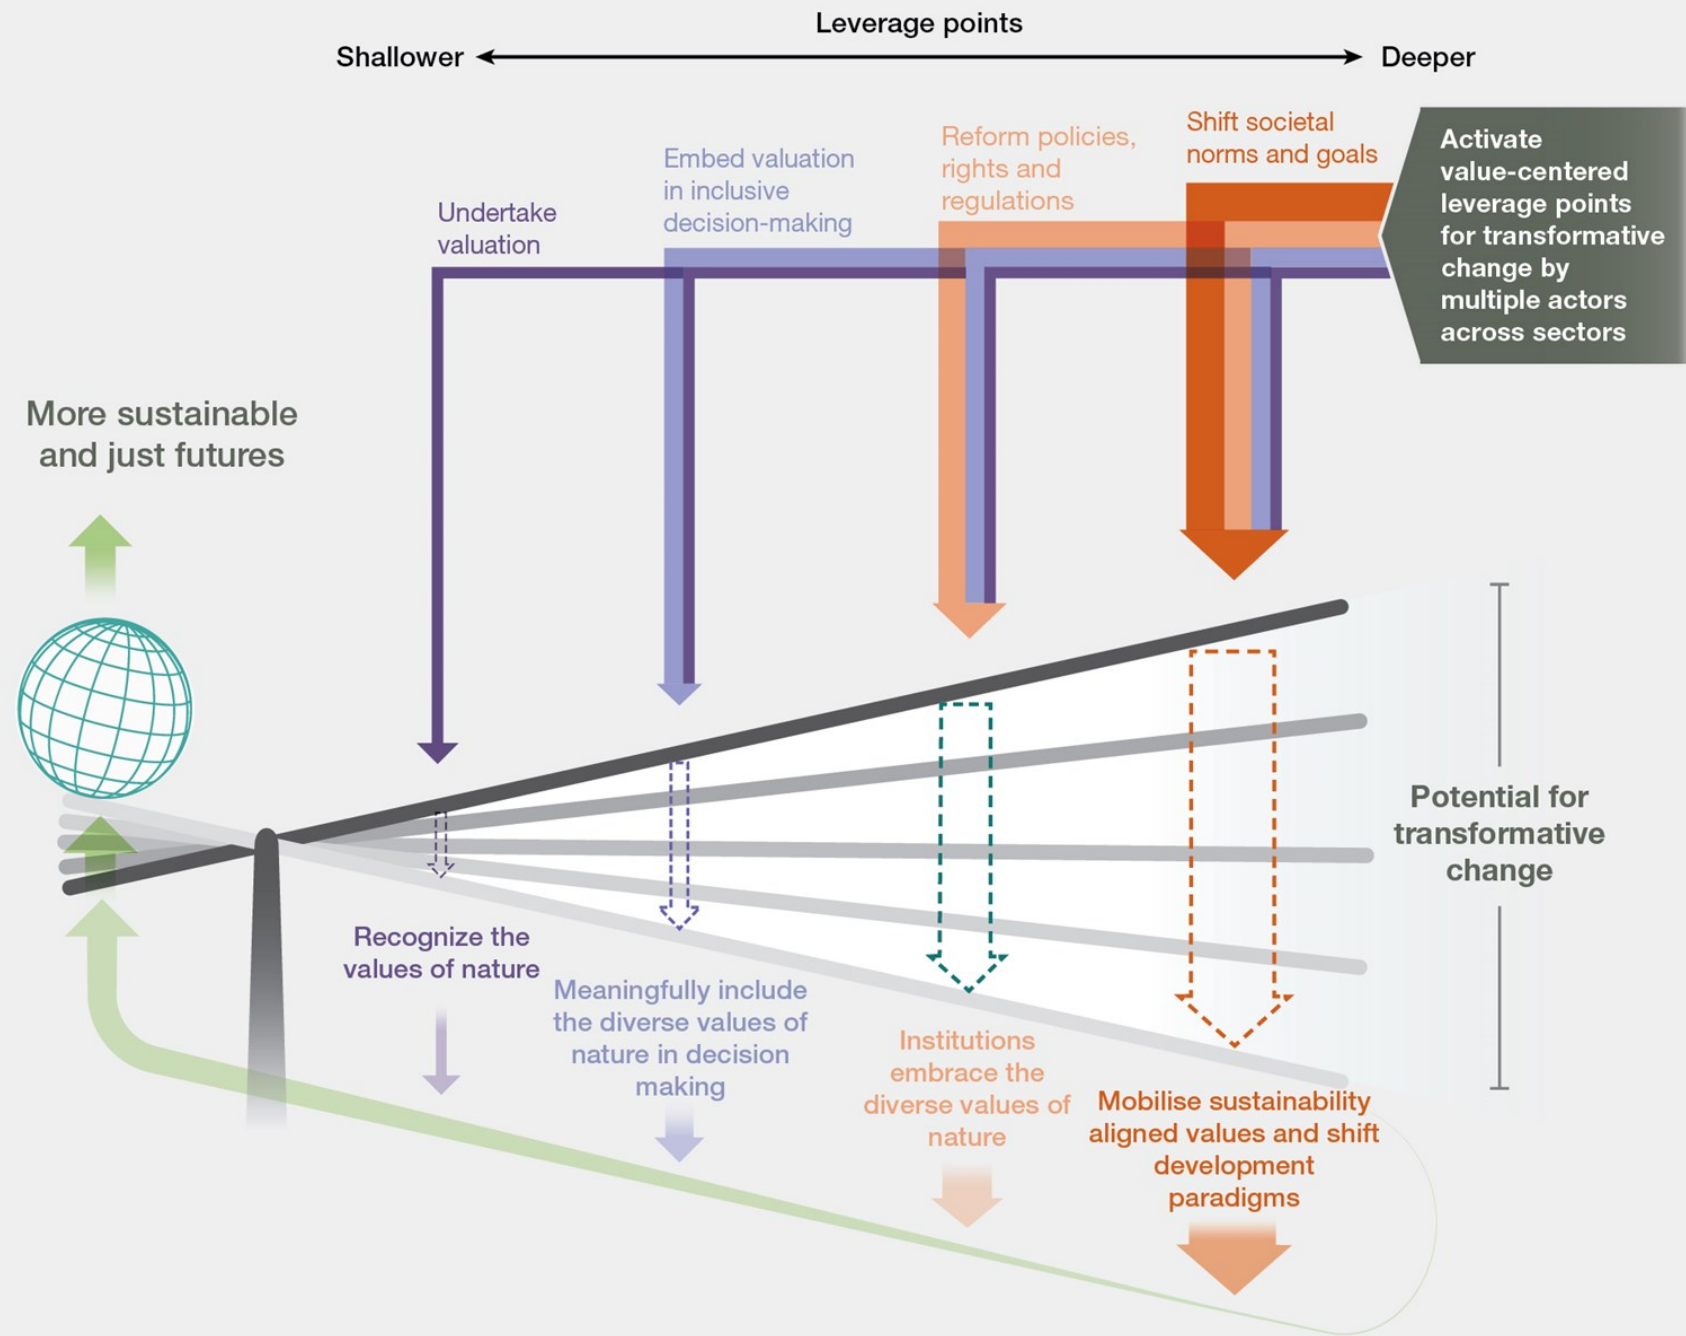 Leverage points
Shallower
Deeper
Shift societal
norms and goals
Reform policies,
rights and
regulations
Embed valuation
in inclusive
decision-making
Undertake
valuation
Activate
value-centered
leverage points
for transformative
change by
multiple actors
across sectors
More sustainable
and just futures
Potential for
transformative
change
Recognize the
values of nature
Meaningfully include
the diverse values of
nature in decision
making
Institutions
embrace the
diverse values of
nature
Mobilise sustainability
aligned values and shift
development
paradigms